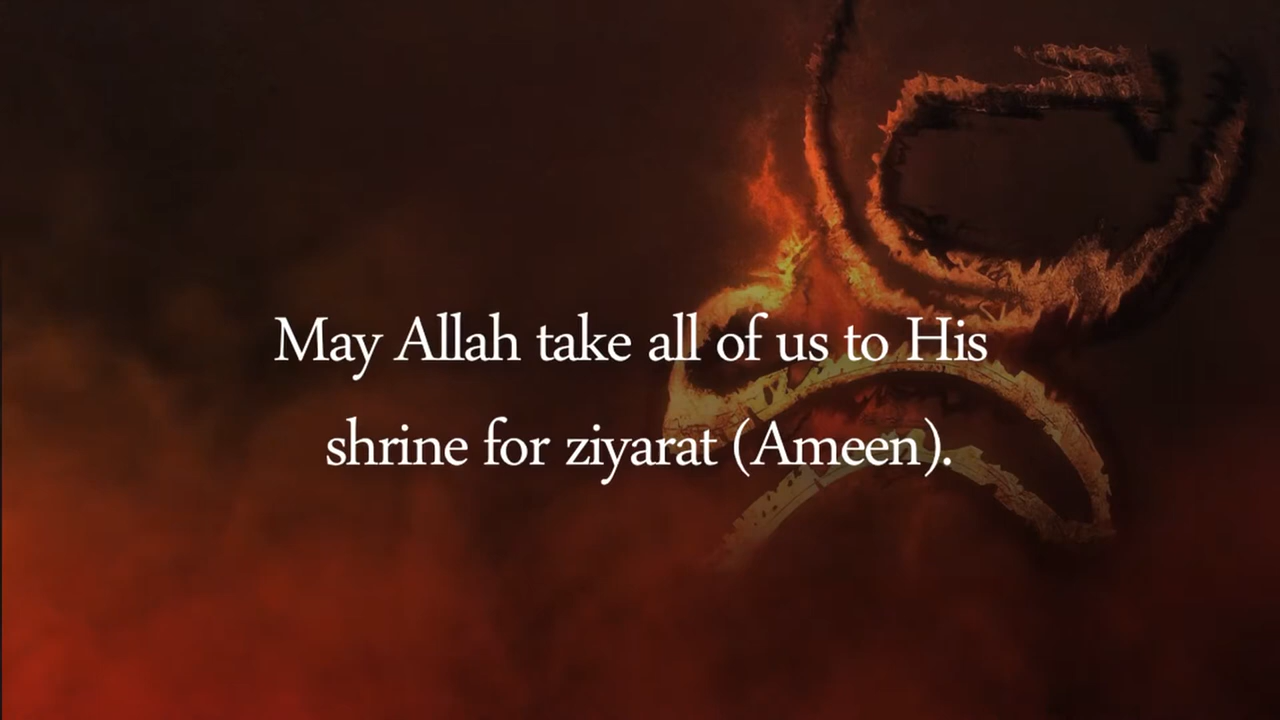 May Allah take all of us to His
shrine for ziyarat (Ameen).